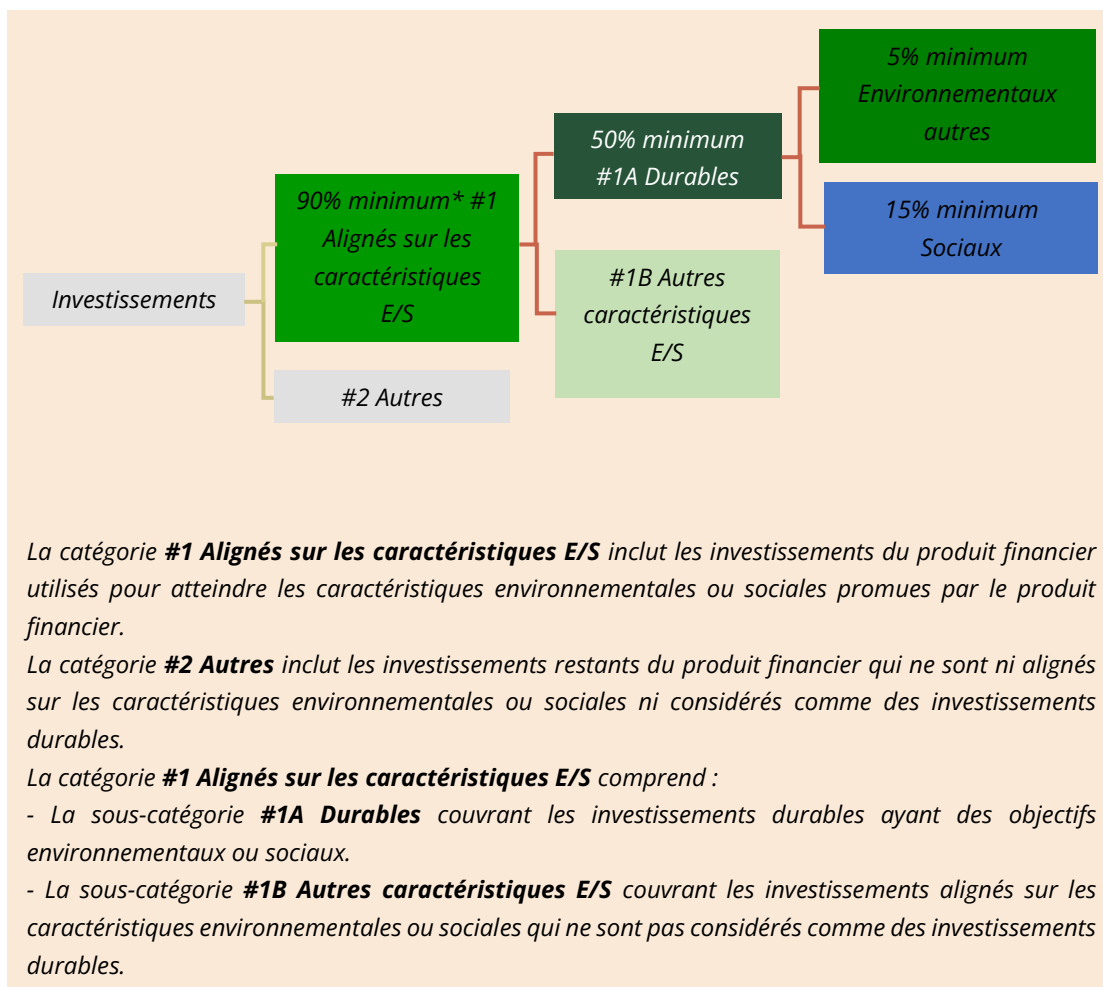 5% minimum
Environnementaux
autres
50% minimum
#1A Durables
90% minimum* #1
Alignés sur les
caractéristiques
E/S
15% minimum
Sociaux
#1B Autres
caractéristiques
E/S
Investissements
#2 Autres
La catégorie #1 Alignés sur les caractéristiques E/S inclut les investissements du produit financier
utilisés pour atteindre les caractéristiques environnementales ou sociales promues par le produit
financier.
La catégorie #2 Autres inclut les investissements restants du produit financier qui ne sont ni alignés
sur les caractéristiques environnementales ou sociales ni considérés comme des investissements
durables.
La catégorie #1 Alignés sur les caractéristiques E/S comprend :
- La sous-catégorie #1A Durables couvrant les investissements durables ayant des objectifs
environnementaux ou sociaux.
- La sous-catégorie #1B Autres caractéristiques E/S couvrant les investissements alignés sur les
caractéristiques environnementales ou sociales qui ne sont pas considérés comme des investissements
durables.